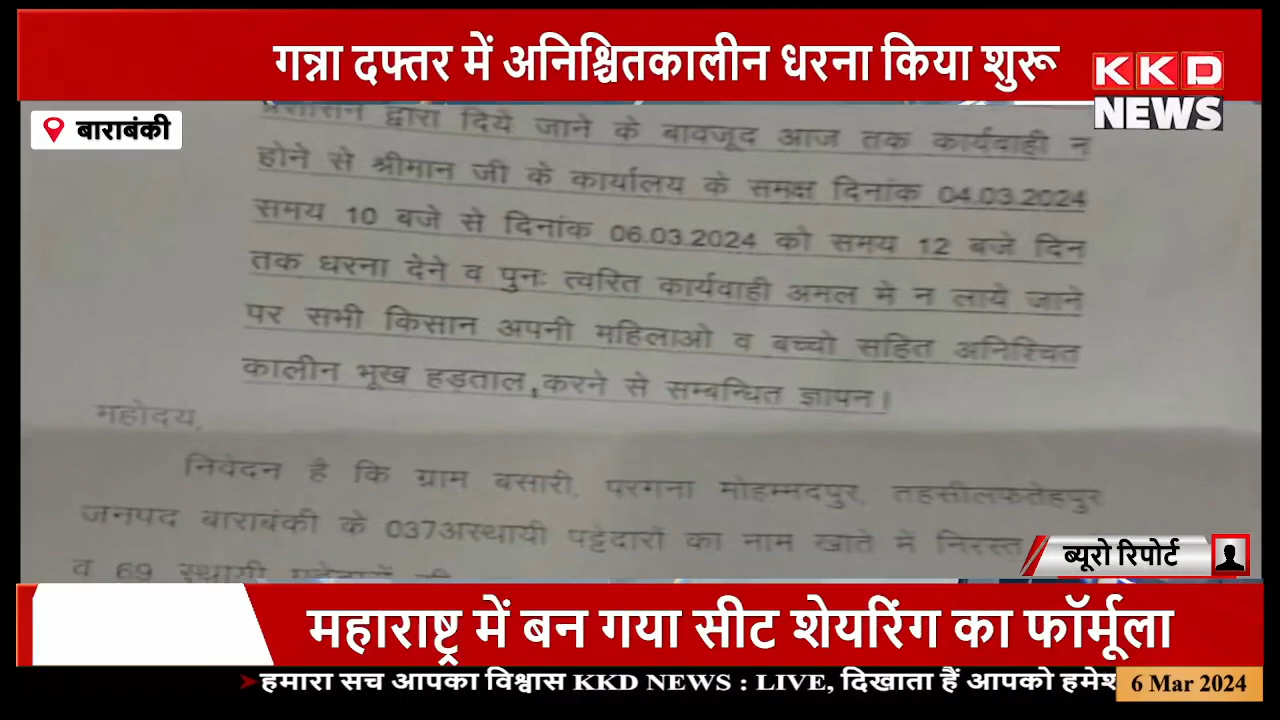 गन्ना दफ्तर में अनिश्चितकालीन धरना किया शुरू
KKD
NEWS
बाराबंकी
द्वारा दिये जाने के बावजूद आज तक कार्यवाही न
होने से श्रीमान जी के कार्यालय के समक्ष दिनांक 04.03.2024
समय 10 बजे से दिनांक 06.03.2024 को समय 12 बजे दिन
तक धरना देने व पुनः त्वरित कार्यवाही अमल मे न लाये जाने
पर सभी किसान अपनी महिलाओ व बच्चो सहित अनिश्चित
कालीन भूख हड़ताल,करने से सम्बन्धित ज्ञापन।
महोदय,
निवेदन है कि ग्राम बसारी, परगना मोहम्मदपुर, तहसीलफतेहपुर
जनपद बाराबंकी के 037अस्थायी पट्टेदारों का नाम खाते में निरस्त
व 69 स्थायी
ब्यूरो रिपोर्ट
महाराष्ट्र में बन गया सीट शेयरिंग का फॉर्मूला
हमारा सच आपका विश्वास KKD NEWS : LIVE, दिखाता हैं आपको हमेश
6 Mar 2024